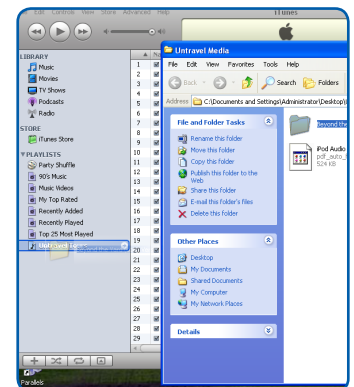 Edit Controls View Store Advanced Help
iTunes
LIBRARY
Music
Movies
TV Shows
Podcasts
Radio
STORE
iTunes Store
PLAYLISTS
Party Shuffle
90's Music
Music Videos
My Top Rated
Recently Added
Recently Played
Top 25 Most Played
1
2
3
4
5
6
7
8
9
10
11
12
13
14
15
16
17
18
19
20
21
22
23
24
25
26
27
28
29
Untravel Media
File Edit View Favorites Tools Help
Back
Search
Folders
Address C:\Documents and Settings\Administrator\Desktop\
File and Folder Tasks
Rename this folder
Move this folder
Copy this folder
Publish this folder to the
Web
Share this folder
E-mail this folder's files
Delete this folder
Other Places
Desktop
My Documents
Shared Documents
My Computer
My Network Places
Details
Beyond the
iPod Audio
pdf_auto_
524 KB
Parallels